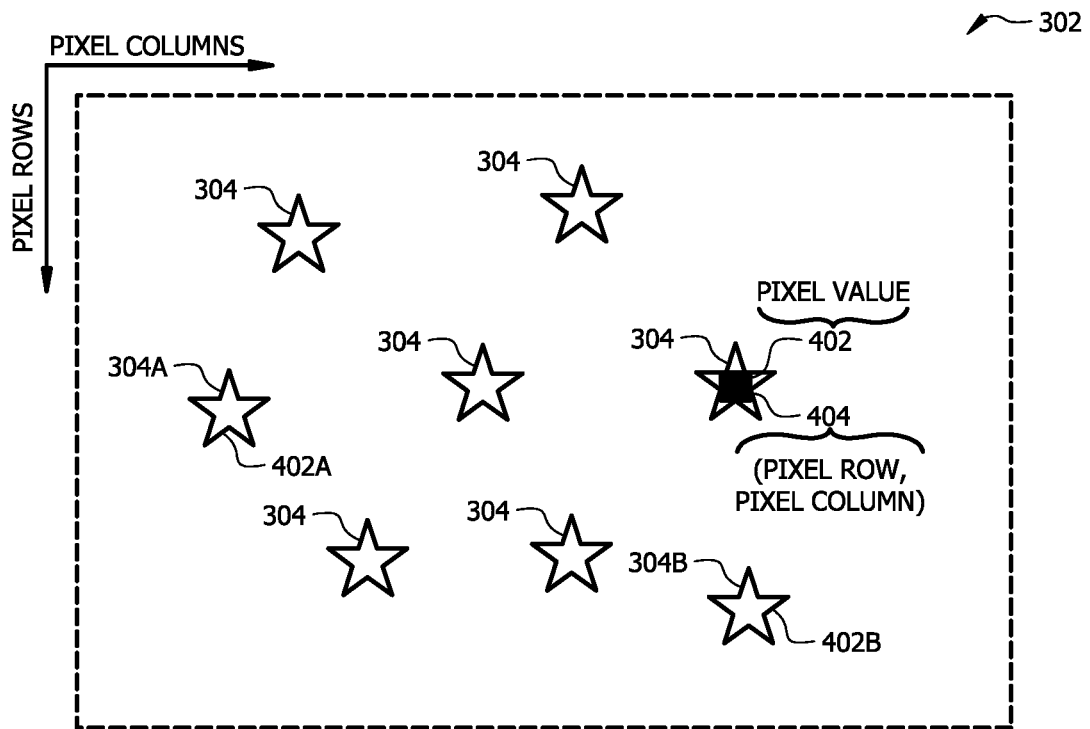 302
PIXEL COLUMNS
PIXEL ROWS
304
304
PIXEL VALUE
304A
304
304
402
404
402A
(PIXEL ROW,
PIXEL COLUMN)
304
304
304B
402B